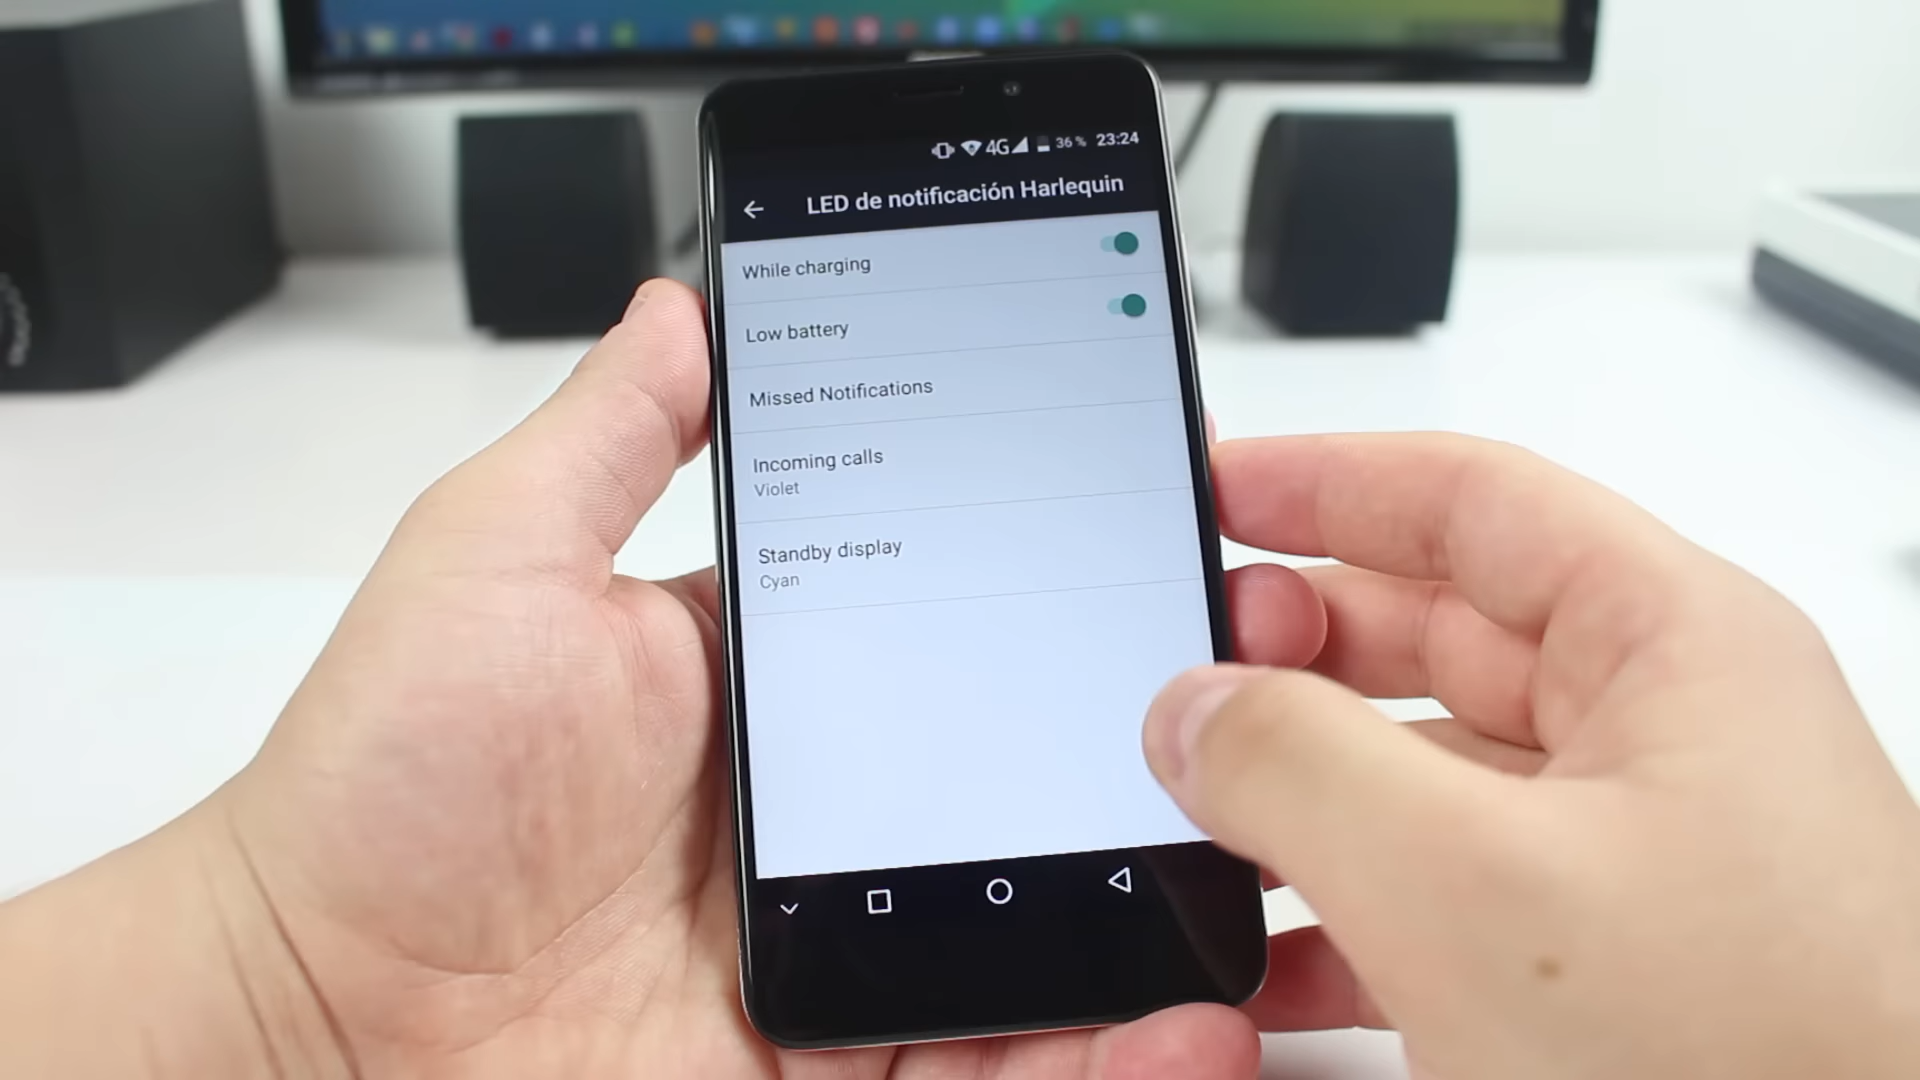 4G 36 % 23:24
LED de notificación Harlequin
While charging
Low battery
Missed Notifications
Incoming calls
Violet
Standby display
Cyan